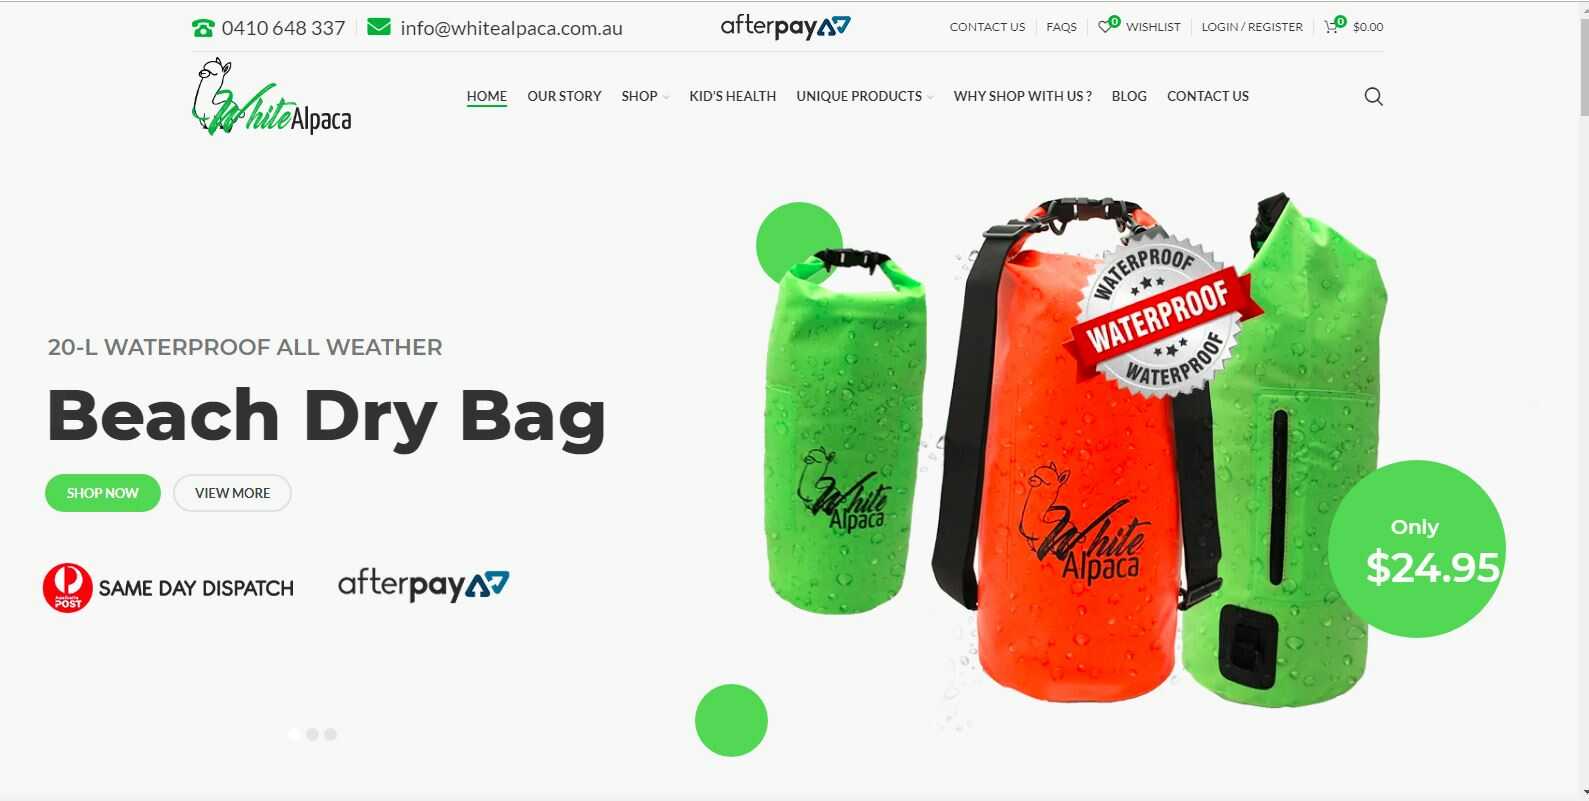 0410 648 337
info@whitealpaca.com.au
afterpay
CONTACT US
FAQS
0
WISHLIST
LOGIN / REGISTER
0
$0.00
White Alpaca
HOME
OUR STORY
SHOP
KID'S HEALTH
UNIQUE PRODUCTS
WHY SHOP WITH US ?
BLOG
CONTACT US
20-L WATERPROOF ALL WEATHER
Beach Dry Bag
SHOP NOW
VIEW MORE
Australia
POST
SAME DAY DISPATCH
afterpay
WATERPROOF
WATERPROOF
WATERPROOF
White
Alpaca
White
Alpaca
Only
$24.95